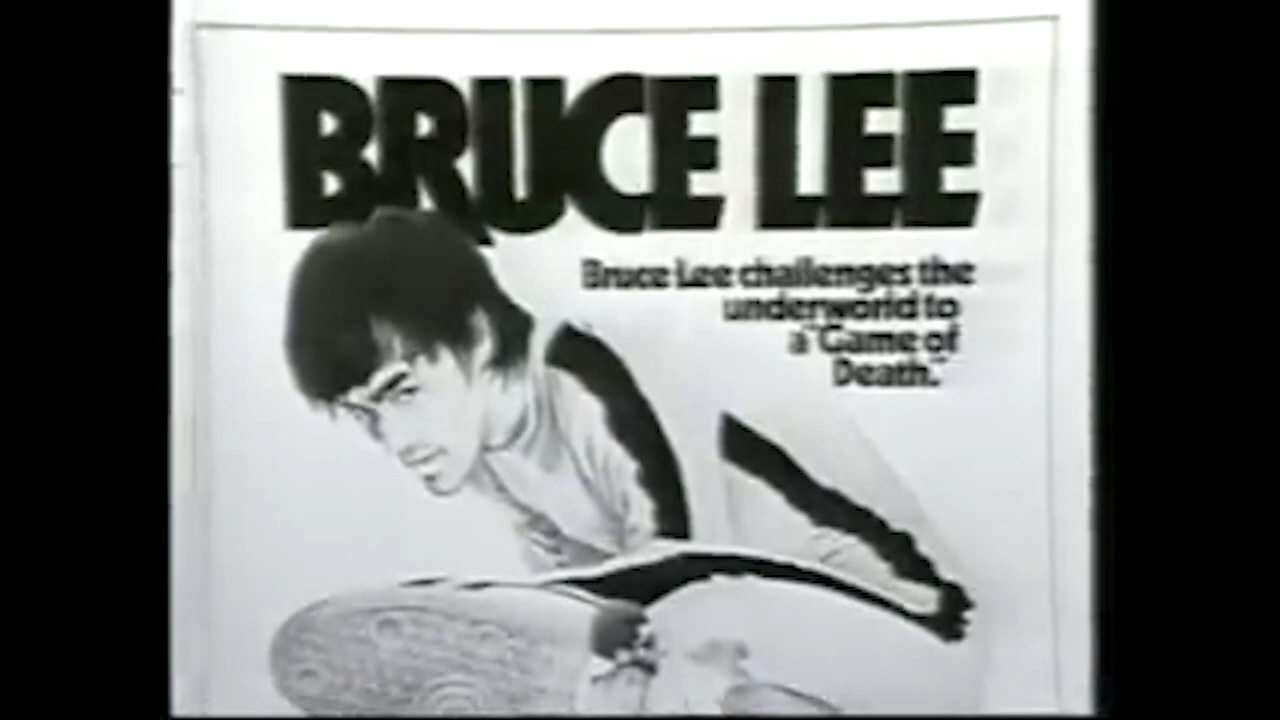 BRUCE LEE
Bruce Lee challenges the
underworld to
a "Game of
Death."